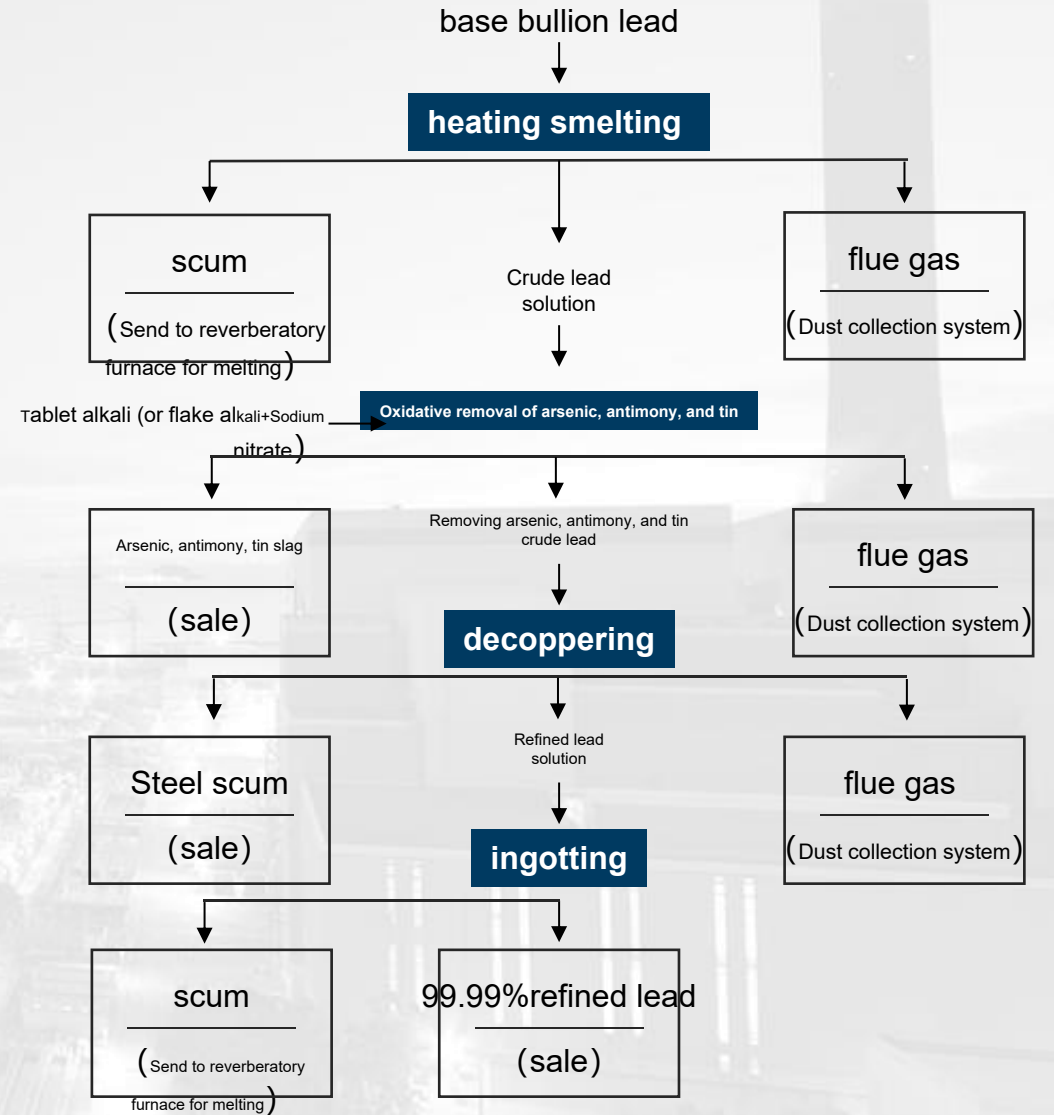 base bullion lead
heating smelting
scum
(Send to reverberatory
furnace for melting)
Crude lead
solution
flue gas
(Dust collection system)
Tablet alkali (or flake alkali+Sodium
nitrate)
Oxidative removal of arsenic, antimony, and tin
Arsenic, antimony, tin slag
(sale)
Removing arsenic, antimony, and tin
crude lead
flue gas
(Dust collection system)
decoppering
Steel scum
(sale)
Refined lead
solution
flue gas
(Dust collection system)
ingotting
scum
(Send to reverberatory
furnace for melting)
99.99%refined lead
(sale)